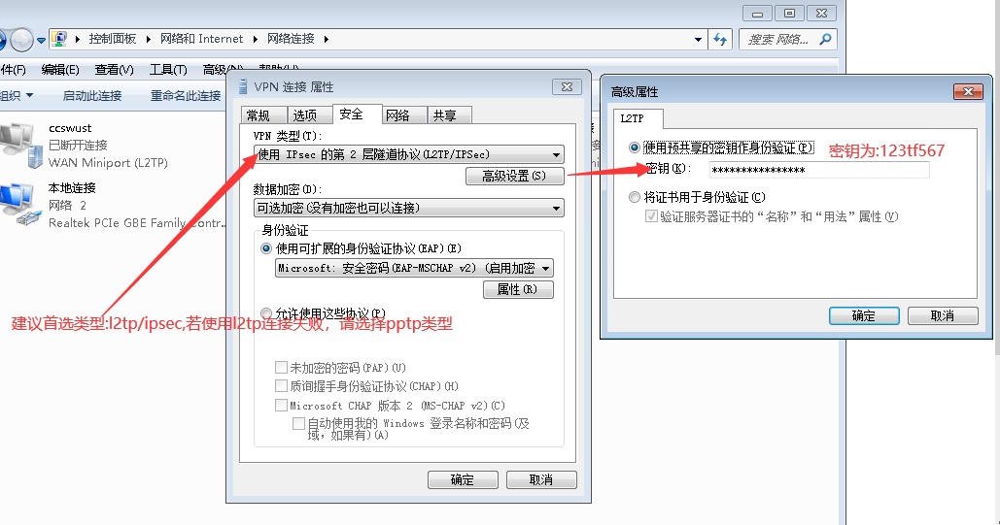 控制面板 ▸ 网络和 Internet ▸ 网络连接 ▸
搜索 网络...
件(F) 编辑(E) 查看(V) 工具(T) 高级(N) 帮助(H)
组织 启动此连接 重命名此连接
ccswust
已断开连接
WAN Miniport (L2TP)
本地连接
网络 2
Realtek PCIe GBE Family Contr...
VPN 连接 属性
常规 选项 安全 网络 共享
VPN 类型(T):
使用 IPsec 的第 2 层隧道协议(L2TP/IPSec)
高级设置(S)
数据加密(D):
可选加密(没有加密也可以连接)
身份验证
使用可扩展的身份验证协议(EAP)(E)
Microsoft: 安全密码(EAP-MSCHAP v2) (启用加密
属性(R)
允许使用这些协议(P)
建议首选类型:l2tp/ipsec,若使用l2tp连接失败，请选择pptp类型
未加密的密码(PAP)(U)
质询握手身份验证协议(CHAP)(H)
Microsoft CHAP 版本 2 (MS-CHAP v2)(C)
自动使用我的 Windows 登录名称和密码(及
域，如果有)(A)
确定 取消
高级属性
L2TP
使用预共享的密钥作身份验证(P)
密钥为:123tf567
密钥(K): ****************
将证书用于身份验证(C)
验证服务器证书的“名称”和“用法”属性(V)
确定 取消